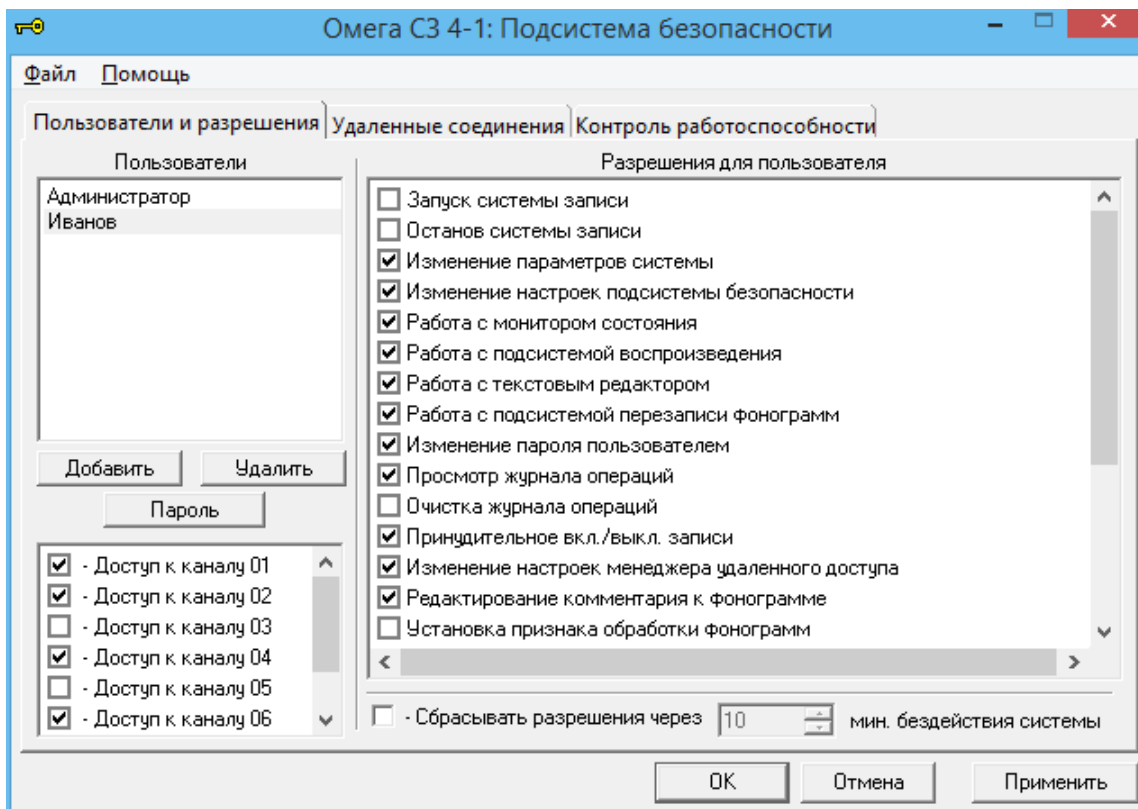 Омега СЗ 4-1: Подсистема безопасности
Файл Помощь
Пользователи и разрешения Удаленные соединения Контроль работоспособности
Пользователи
Администратор
Иванов
Добавить Удалить
Пароль
- Доступ к каналу 01
- Доступ к каналу 02
- Доступ к каналу 03
- Доступ к каналу 04
- Доступ к каналу 05
- Доступ к каналу 06
Разрешения для пользователя
Запуск системы записи
Останов системы записи
Изменение параметров системы
Изменение настроек подсистемы безопасности
Работа с монитором состояния
Работа с подсистемой воспроизведения
Работа с текстовым редактором
Работа с подсистемой перезаписи фонограмм
Изменение пароля пользователем
Просмотр журнала операций
Очистка журнала операций
Принудительное вкл./выкл. записи
Изменение настроек менеджера удаленного доступа
Редактирование комментария к фонограмме
Установка признака обработки фонограмм
- Сбрасывать разрешения через 10 мин. бездействия системы
OK Отмена Применить